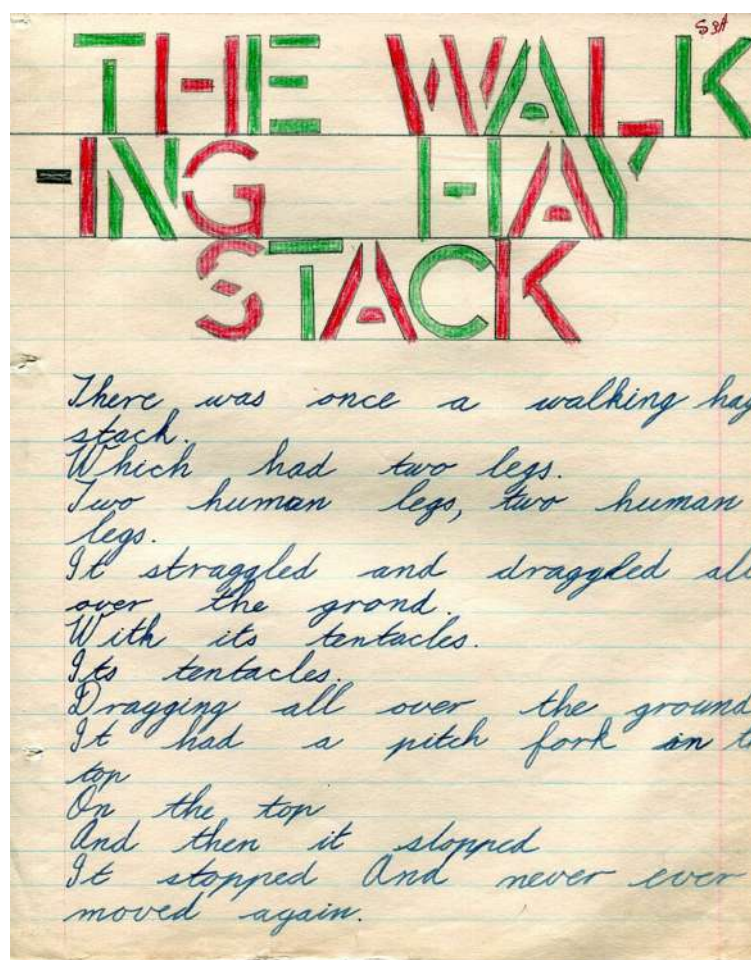 S3A
THE WALK
-ING HAY
STACK
There was once a walking hay
stack.
Which had two legs.
Two human legs, two human
legs.
It straggled and draggled all
over the grond.
With its tentacles.
Its tentacles.
Dragging all over the ground
It had a pitch fork in
top
On the top
And then it stopped
It stopped And never ever
moved again.